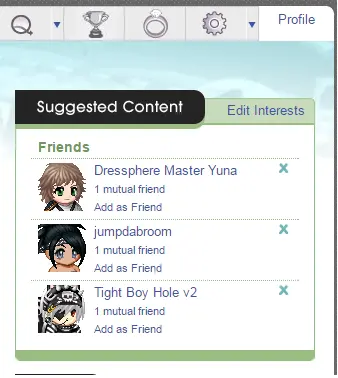 Profile
Suggested Content
Edit Interests
Friends
Dressphere Master Yuna
1 mutual friend
Add as Friend
jumpdabroom
1 mutual friend
Add as Friend
Tight Boy Hole v2
1 mutual friend
Add as Friend